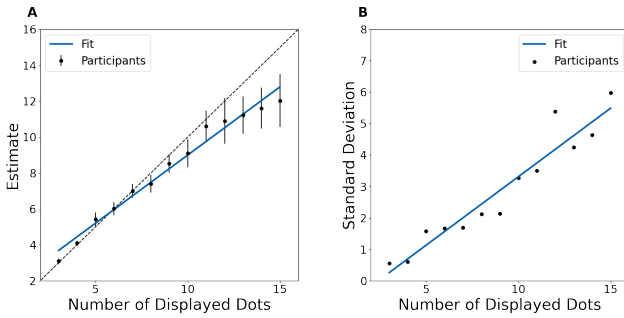 A
16
14
12
10
8
6
4
2
Estimate
Fit
Participants
5
10
15
Number of Displayed Dots
B
8
7
6
5
4
3
2
1
0
Standard Deviation
Fit
Participants
5
10
15
Number of Displayed Dots